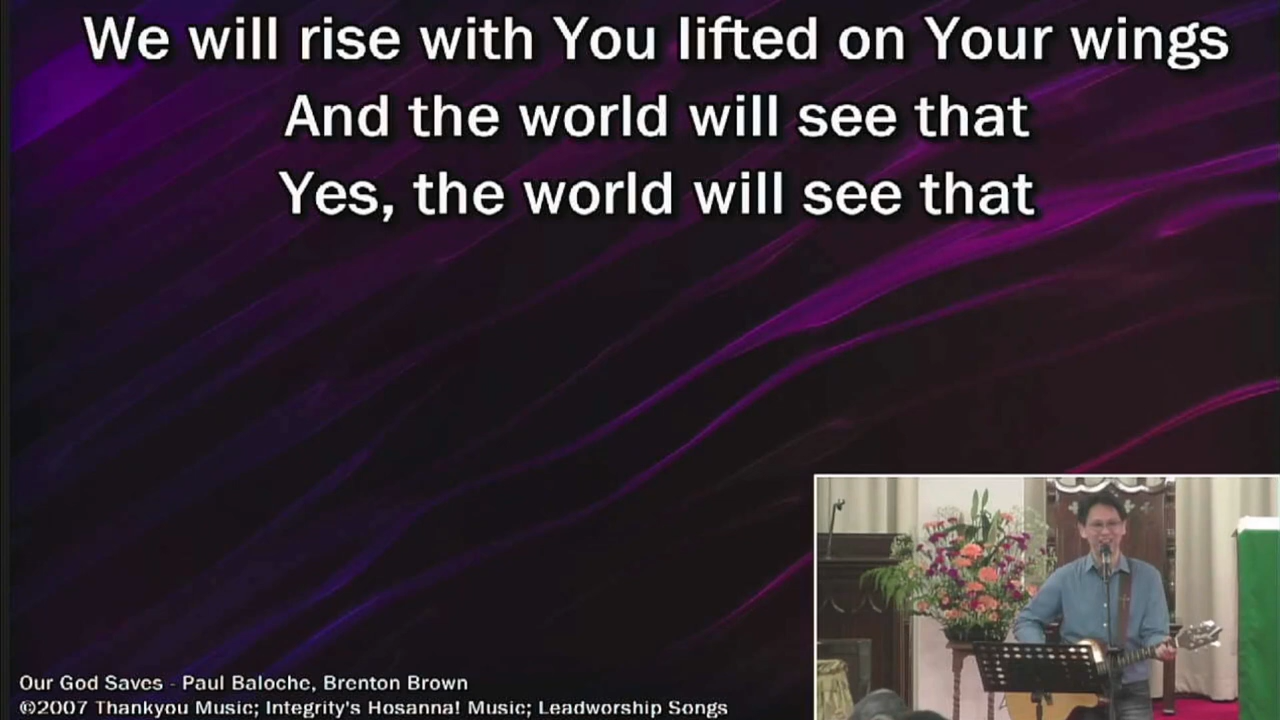 We will rise with You lifted on Your wings
And the world will see that
Yes, the world will see that
Our God Saves - Paul Baloche, Brenton Brown
©2007 Thankyou Music; Integrity's Hosanna! Music; Leadworship Songs